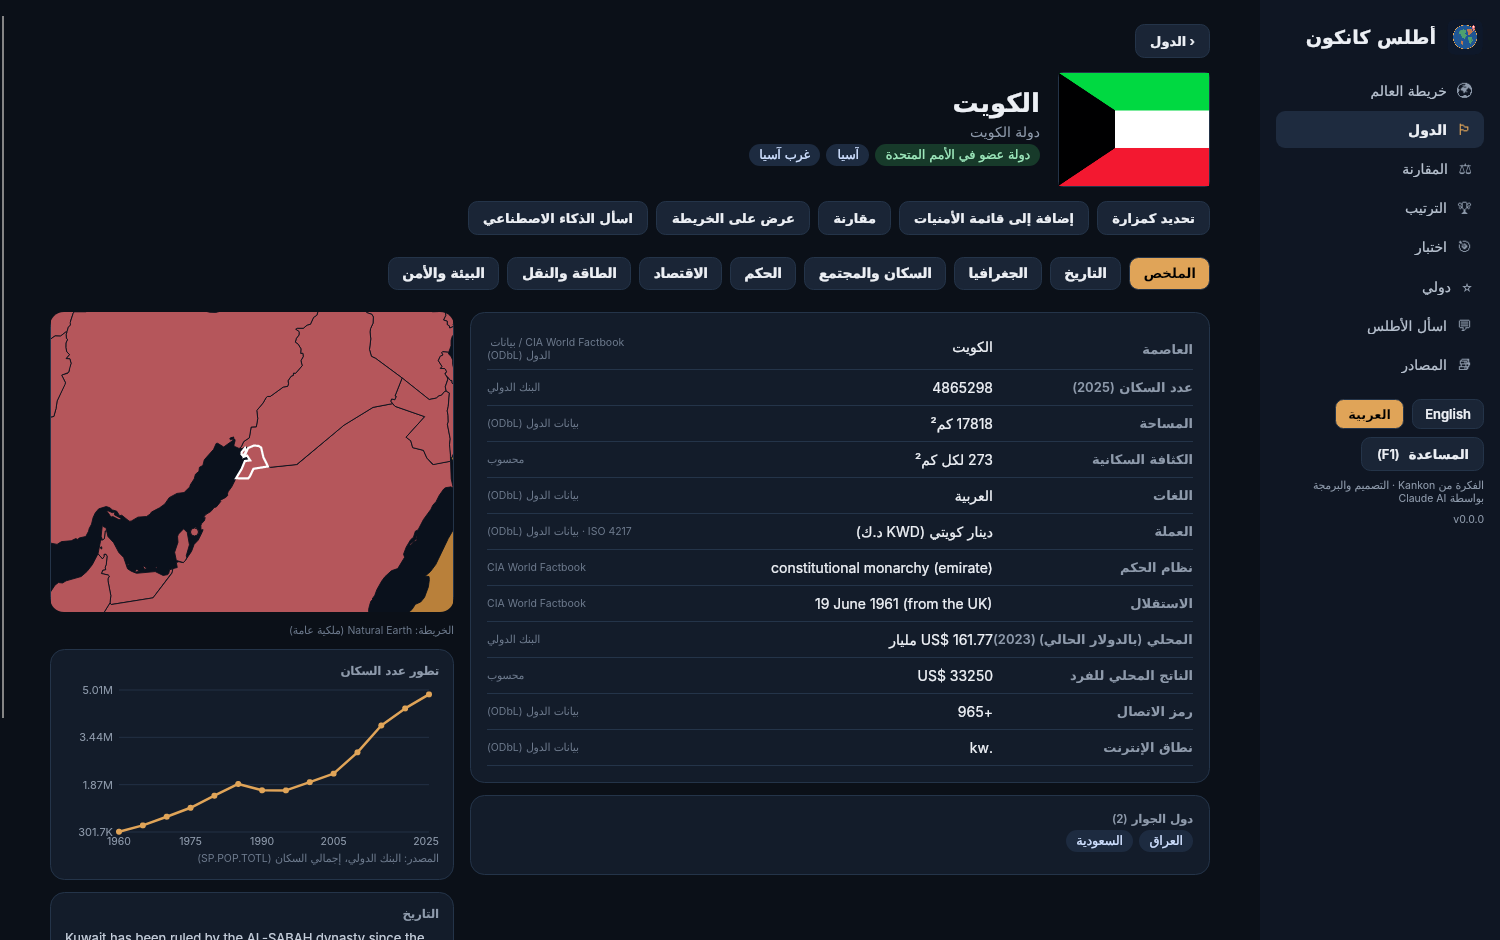 أطلس كانكون
خريطة العالم
الدول
المقارنة
الترتيب
اختبار
دولي
اسأل الأطلس
المصادر
English
العربية
المساعدة (F1)
الفكرة من Kankon · التصميم والبرمجة
بواسطة Claude AI
v0.0.0
‹ الدول
الكويت
دولة الكويت
دولة عضو في الأمم المتحدة
آسيا
غرب آسيا
تحديد كمزارة
إضافة إلى قائمة الأمنيات
مقارنة
عرض على الخريطة
اسأل الذكاء الاصطناعي
الملخص
التاريخ
الجغرافيا
السكان والمجتمع
الحكم
الاقتصاد
الطاقة والنقل
البيئة والأمن
العاصمة الكويت CIA World Factbook / بيانات
الدول (ODbL)
عدد السكان (2025) 4865298 البنك الدولي
المساحة 17818 كم² بيانات الدول (ODbL)
الكثافة السكانية 273 لكل كم² محسوب
اللغات العربية بيانات الدول (ODbL)
العملة دينار كويتي (KWD د.ك) ISO 4217 · بيانات الدول (ODbL)
نظام الحكم constitutional monarchy (emirate) CIA World Factbook
الاستقلال 19 June 1961 (from the UK) CIA World Factbook
المحلي (بالدولار الحالي) (2023) US$ 161.77 مليار البنك الدولي
الناتج المحلي للفرد US$ 33250 محسوب
رمز الاتصال +965 بيانات الدول (ODbL)
نطاق الإنترنت .kw بيانات الدول (ODbL)
دول الجوار (2)
العراق
السعودية
الخريطة: Natural Earth (ملكية عامة)
تطور عدد السكان
5.01M
3.44M
1.87M
301.7K
1960 1975 1990 2005 2025
المصدر: البنك الدولي، إجمالي السكان (SP.POP.TOTL)
التاريخ
Kuwait has been ruled by the AL-SABAH dynasty since the